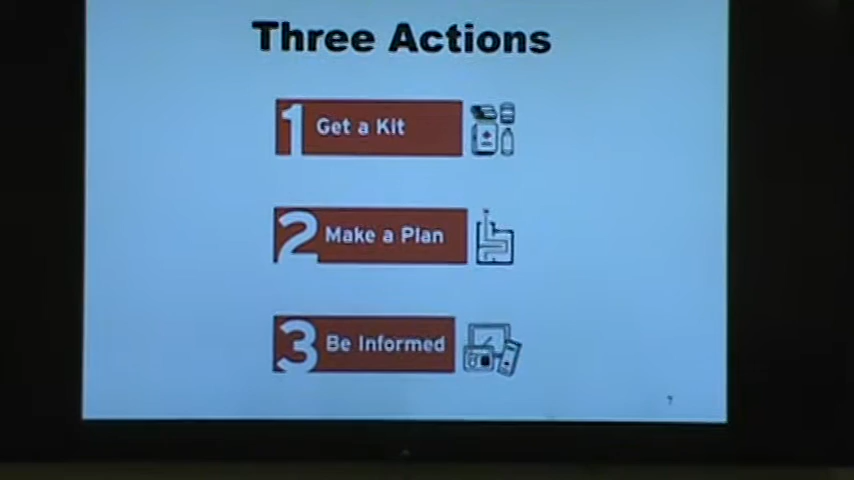 Three Actions
1 Get a Kit
2 Make a Plan
3 Be Informed